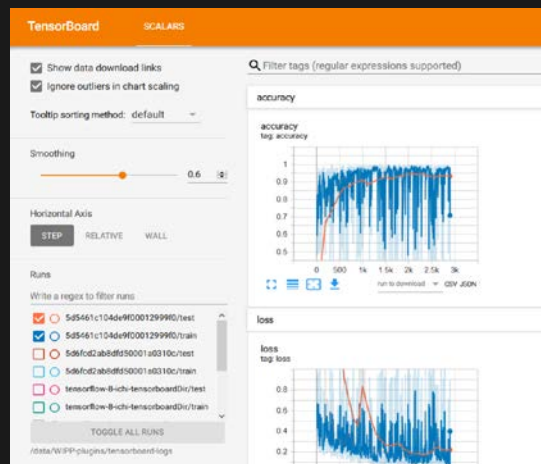 TensorBoard SCALARS
Show data download links
Ignore outliers in chart scaling
Tooltip sorting method: default
Smoothing
0.6
Horizontal Axis
STEP RELATIVE WALL
Runs
Write a regex to filter runs
5d5461c104de9f00012999f0/test
5d5461c104de9f00012999f0/train
5d6fcd2ab8dfd50001a0310c/test
5d6fcd2ab8dfd50001a0310c/train
tensorflow-8-ichi-tensorboardDir/test
tensorflow-8-ichi-tensorboardDir/train
TOGGLE ALL RUNS
/data/WIPP-plugins/tensorboard-logs
Filter tags (regular expressions supported)
accuracy
accuracy
tag: accuracy
1
0.9
0.8
0.7
0.6
0.5
0 500 1k 1.5k 2k 2.5k 3k
run to download CSV JSON
loss
loss
tag: loss
0.8
0.6
0.4
0.2